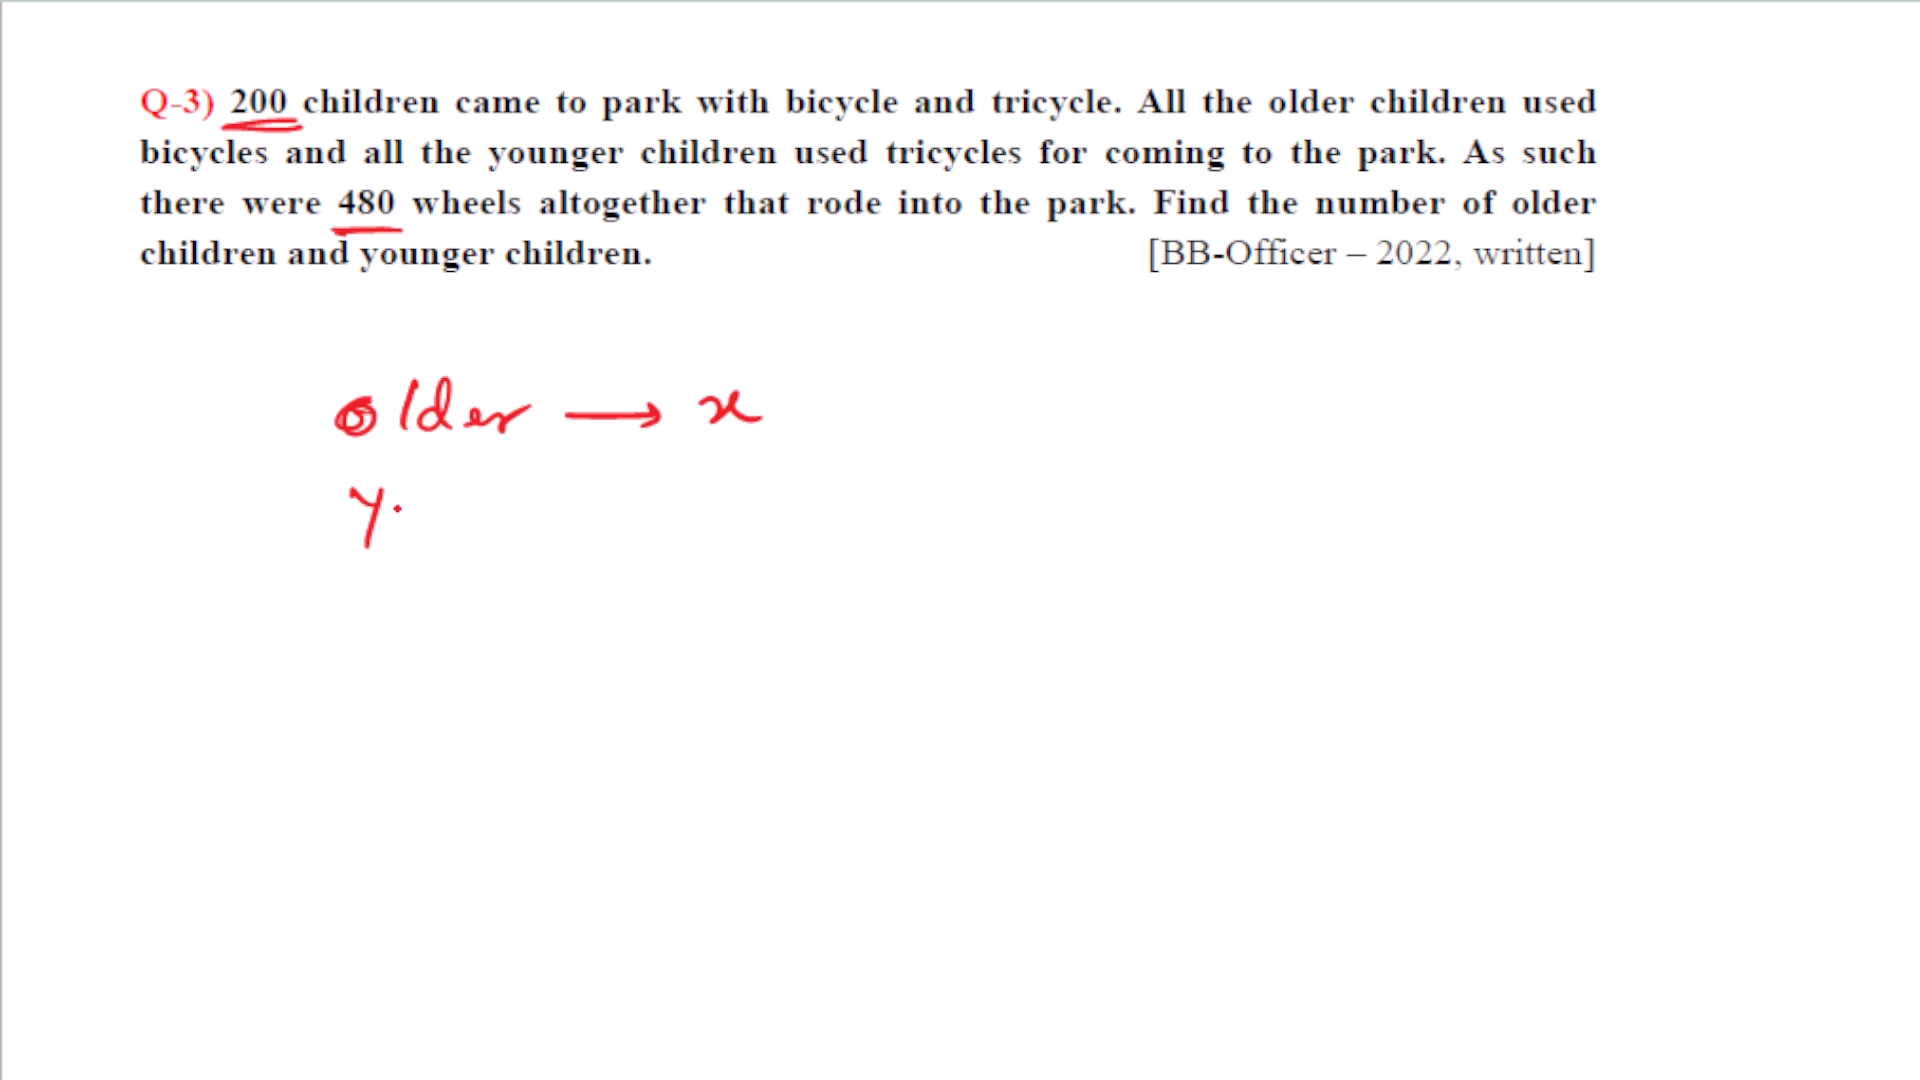 Q-3) 200 children came to park with bicycle and tricycle. All the older children used
bicycles and all the younger children used tricycles for coming to the park. As such
there were 480 wheels altogether that rode into the park. Find the number of older
children and younger children. [BB-Officer – 2022, written]
older → x
y